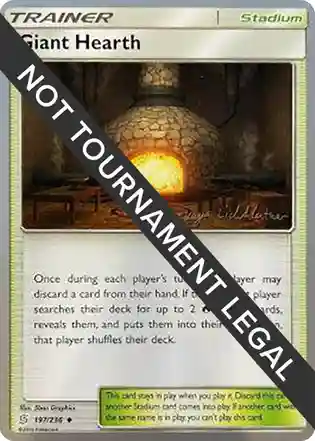 TRAINER
Stadium
Giant Hearth
NOT TOURNAMENT LEGAL
Once during each player's may
discard a card from their hand. If player
searches their deck for up to 2
reveals them, and puts them into their
that player shuffles their deck.
This card stays in play when you play it. Discard this
another Stadium card comes into play. If another card with
the same name is in play, you can't play this card.
Illus.
197/236